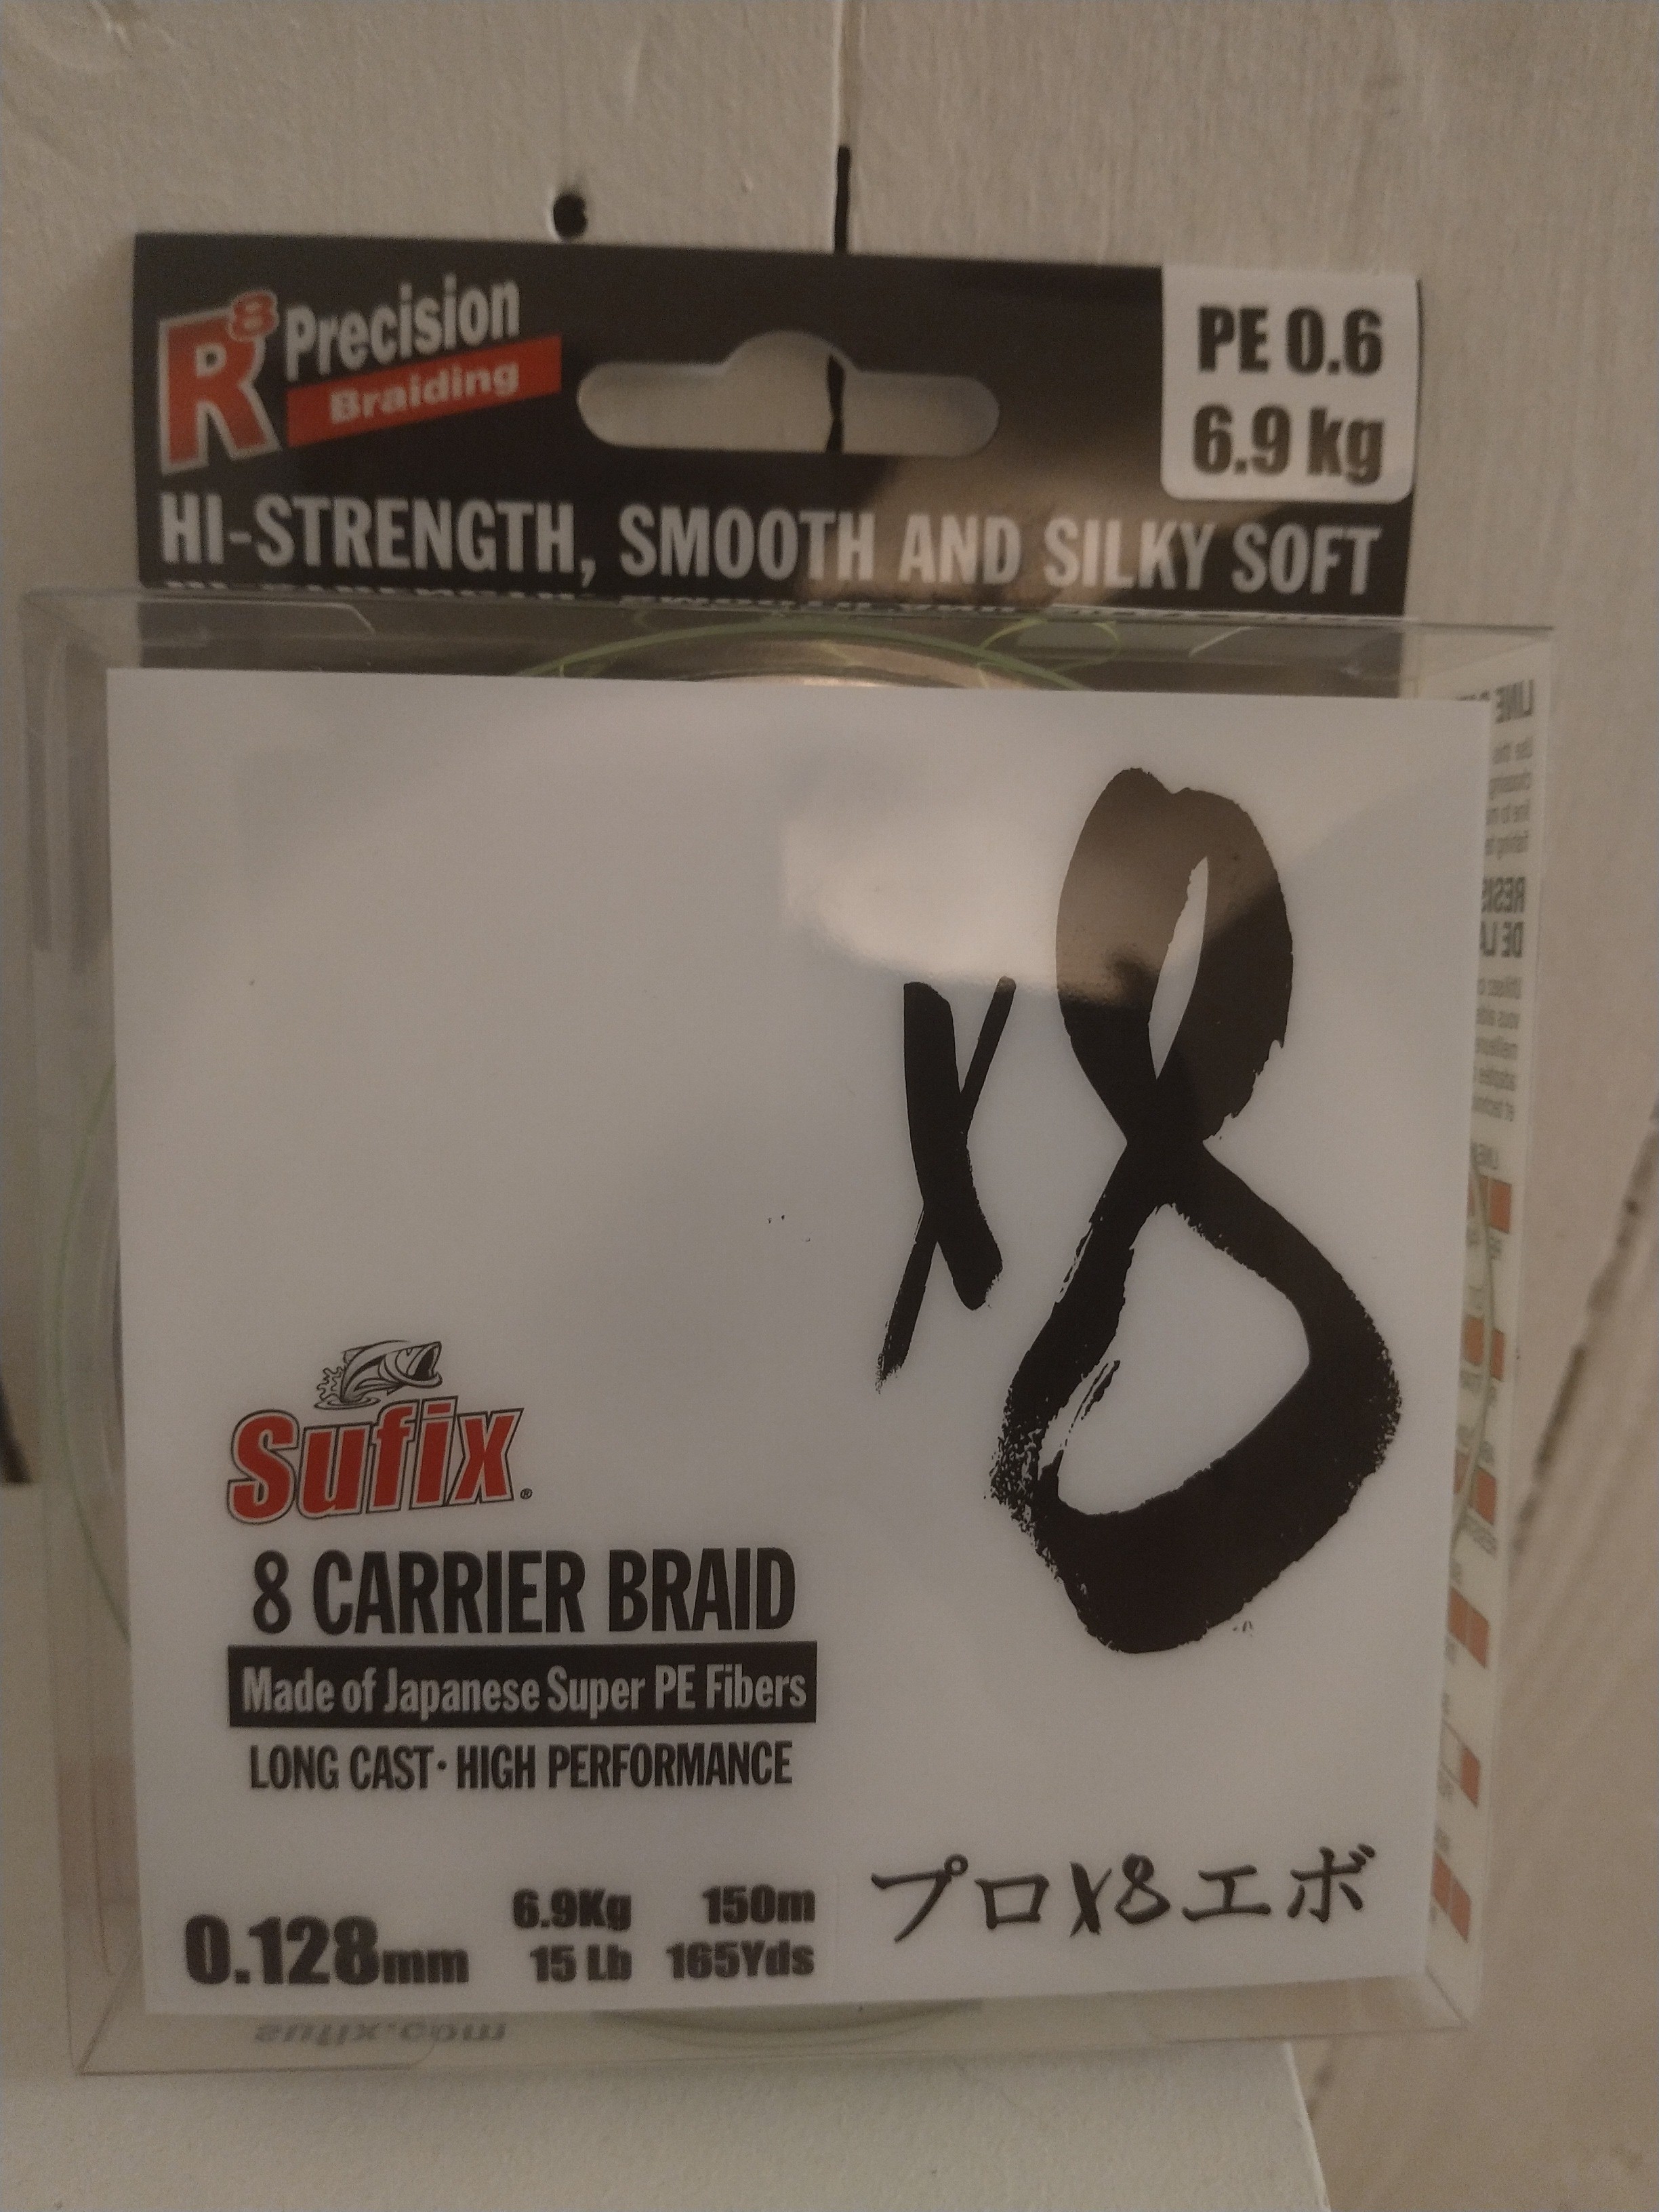 R8 Precision
Braiding
PE 0.6
6.9 kg
HI-STRENGTH, SMOOTH AND SILKY SOFT
x8
Sufix®
8 CARRIER BRAID
Made of Japanese Super PE Fibers
LONG CAST· HIGH PERFORMANCE
0.128mm
6.9Kg 150m
15 Lb 165Yds
プロX8エボ
sufix.com